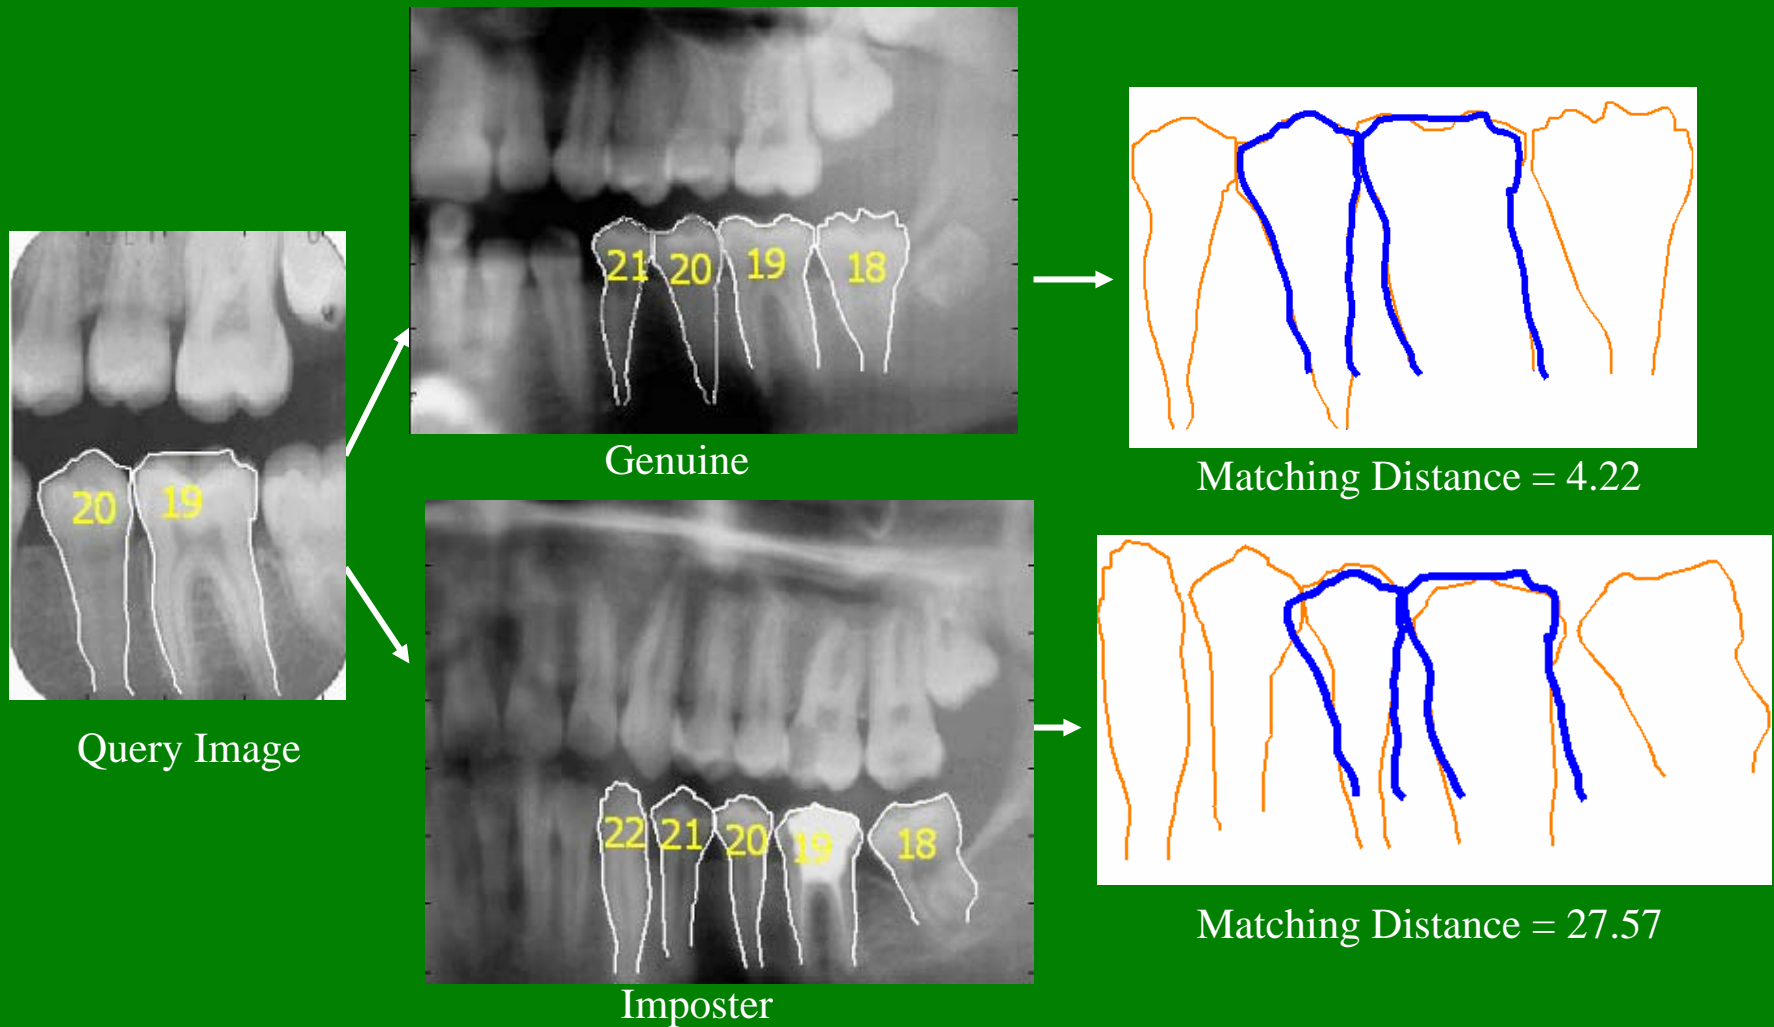 20 19
Query Image
21 20 19 18
Genuine
Matching Distance = 4.22
22 21 20 19 18
Imposter
Matching Distance = 27.57